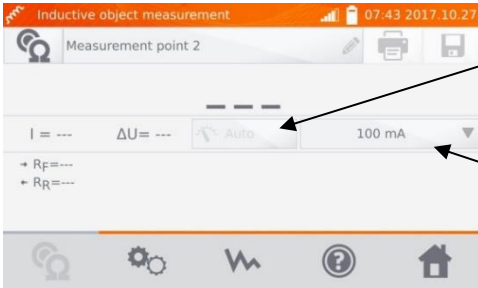 Inductive object measurement 07:43 2017.10.27
Measurement point 2
---
I = --- ΔU= --- Auto 100 mA
→ RF=---
← RR=---